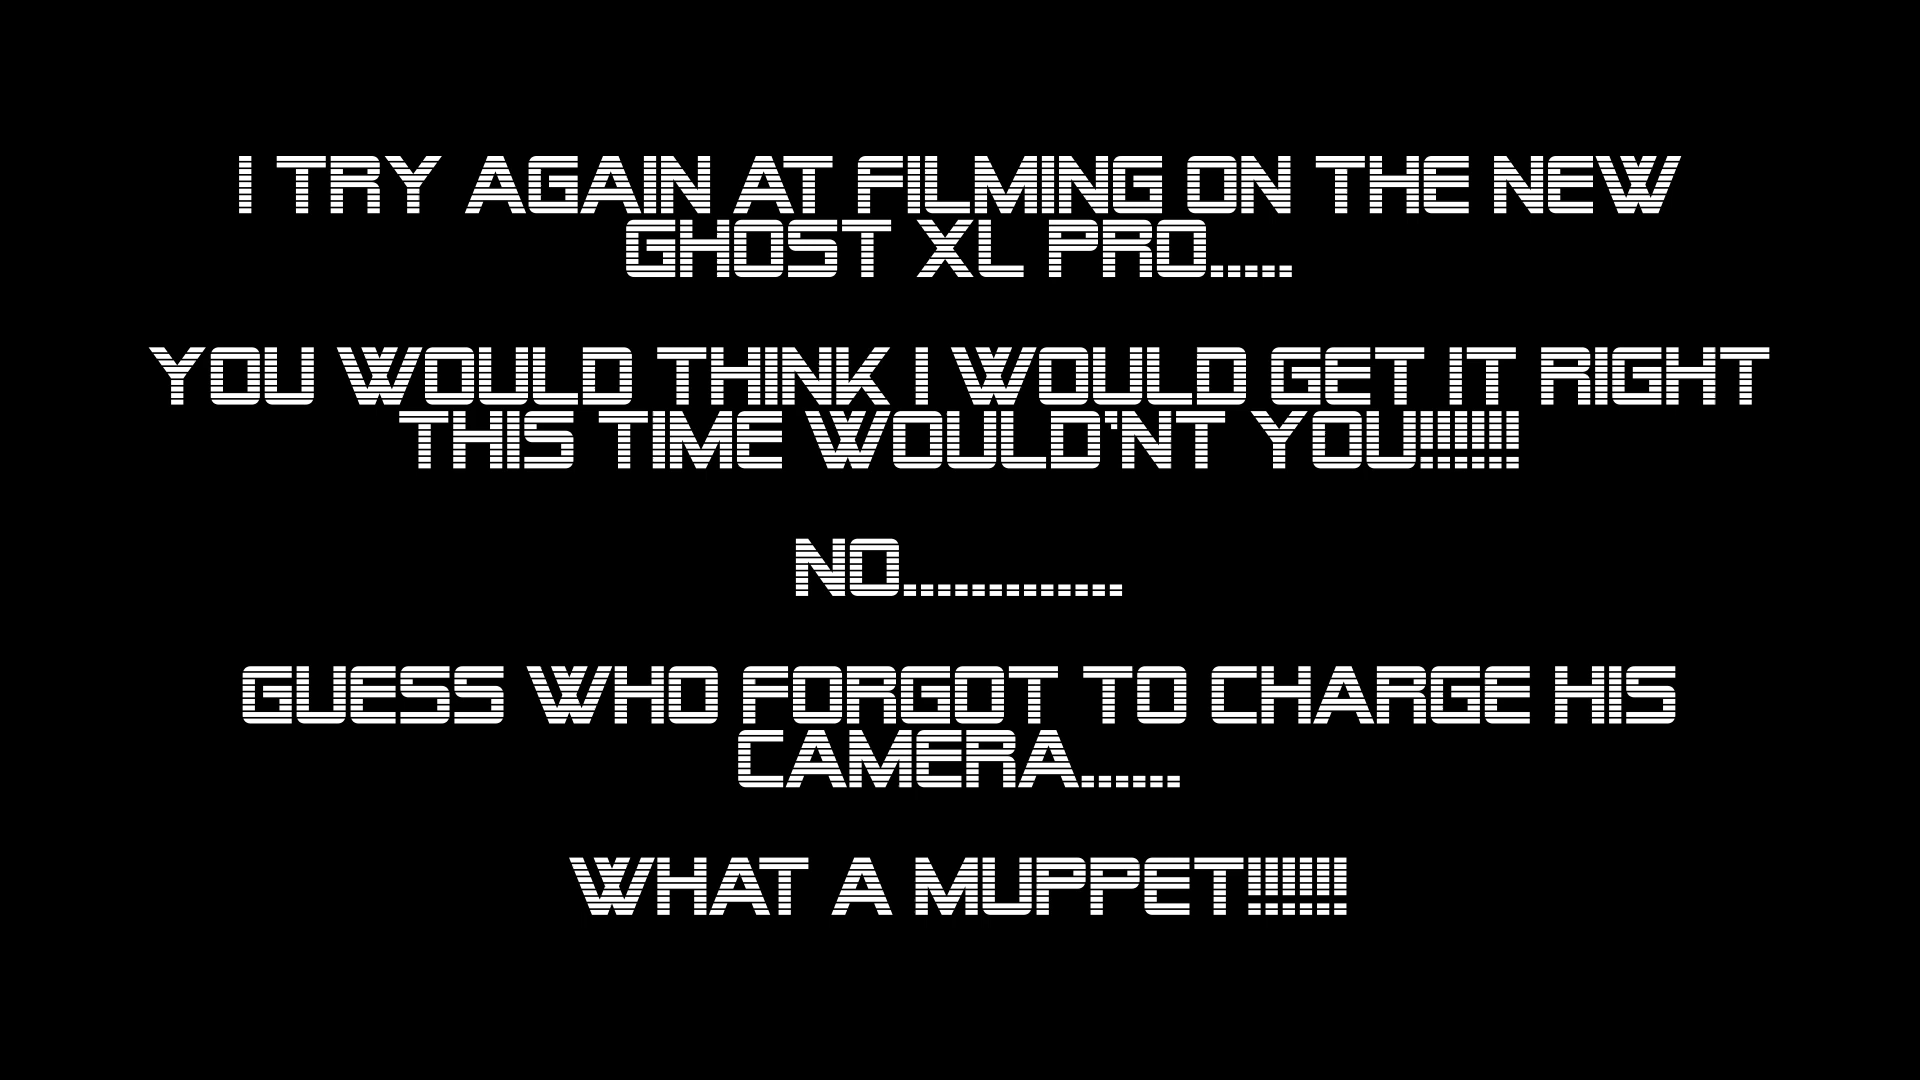 I TRY AGAIN AT FILMING ON THE NEW
GHOST XL PRO.....
YOU WOULD THINK I WOULD GET IT RIGHT
THIS TIME WOULD'NT YOU!!!!!!
NO.............
GUESS WHO FORGOT TO CHARGE HIS
CAMERA......
WHAT A MUPPET!!!!!!